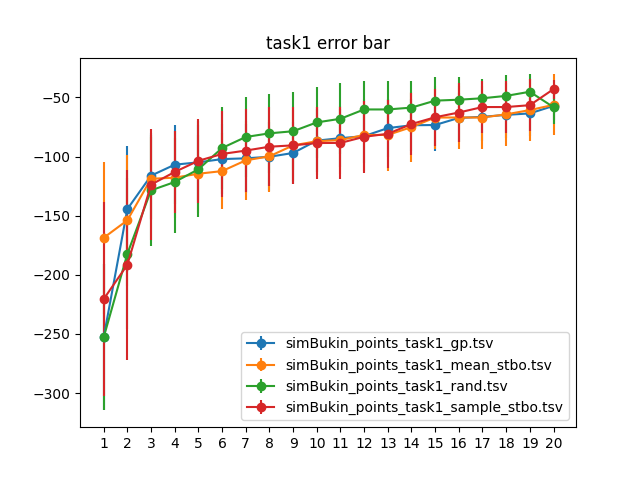 task1 error bar
−50
−100
−150
−200
−250
−300
simBukin_points_task1_gp.tsv
simBukin_points_task1_mean_stbo.tsv
simBukin_points_task1_rand.tsv
simBukin_points_task1_sample_stbo.tsv
1 2 3 4 5 6 7 8 9 10 11 12 13 14 15 16 17 18 19 20